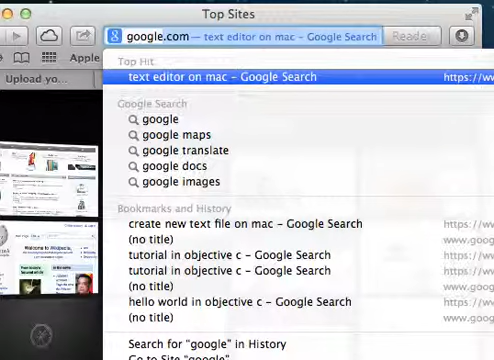 Top Sites
google.com — text editor on mac - Google Search
Reader
Apple
Upload yo...
Top Hit
text editor on mac - Google Search https://ww
Google Search
google
google maps
google translate
google docs
google images
Bookmarks and History
create new text file on mac - Google Search https://ww
(no title) www.goog
tutorial in objective c - Google Search https://ww
tutorial in objective c - Google Search https://ww
(no title) www.goog
hello world in objective c - Google Search https://ww
(no title) www.goog
Search for "google" in History
Go to Site "google"
Welcome to Wikipedia